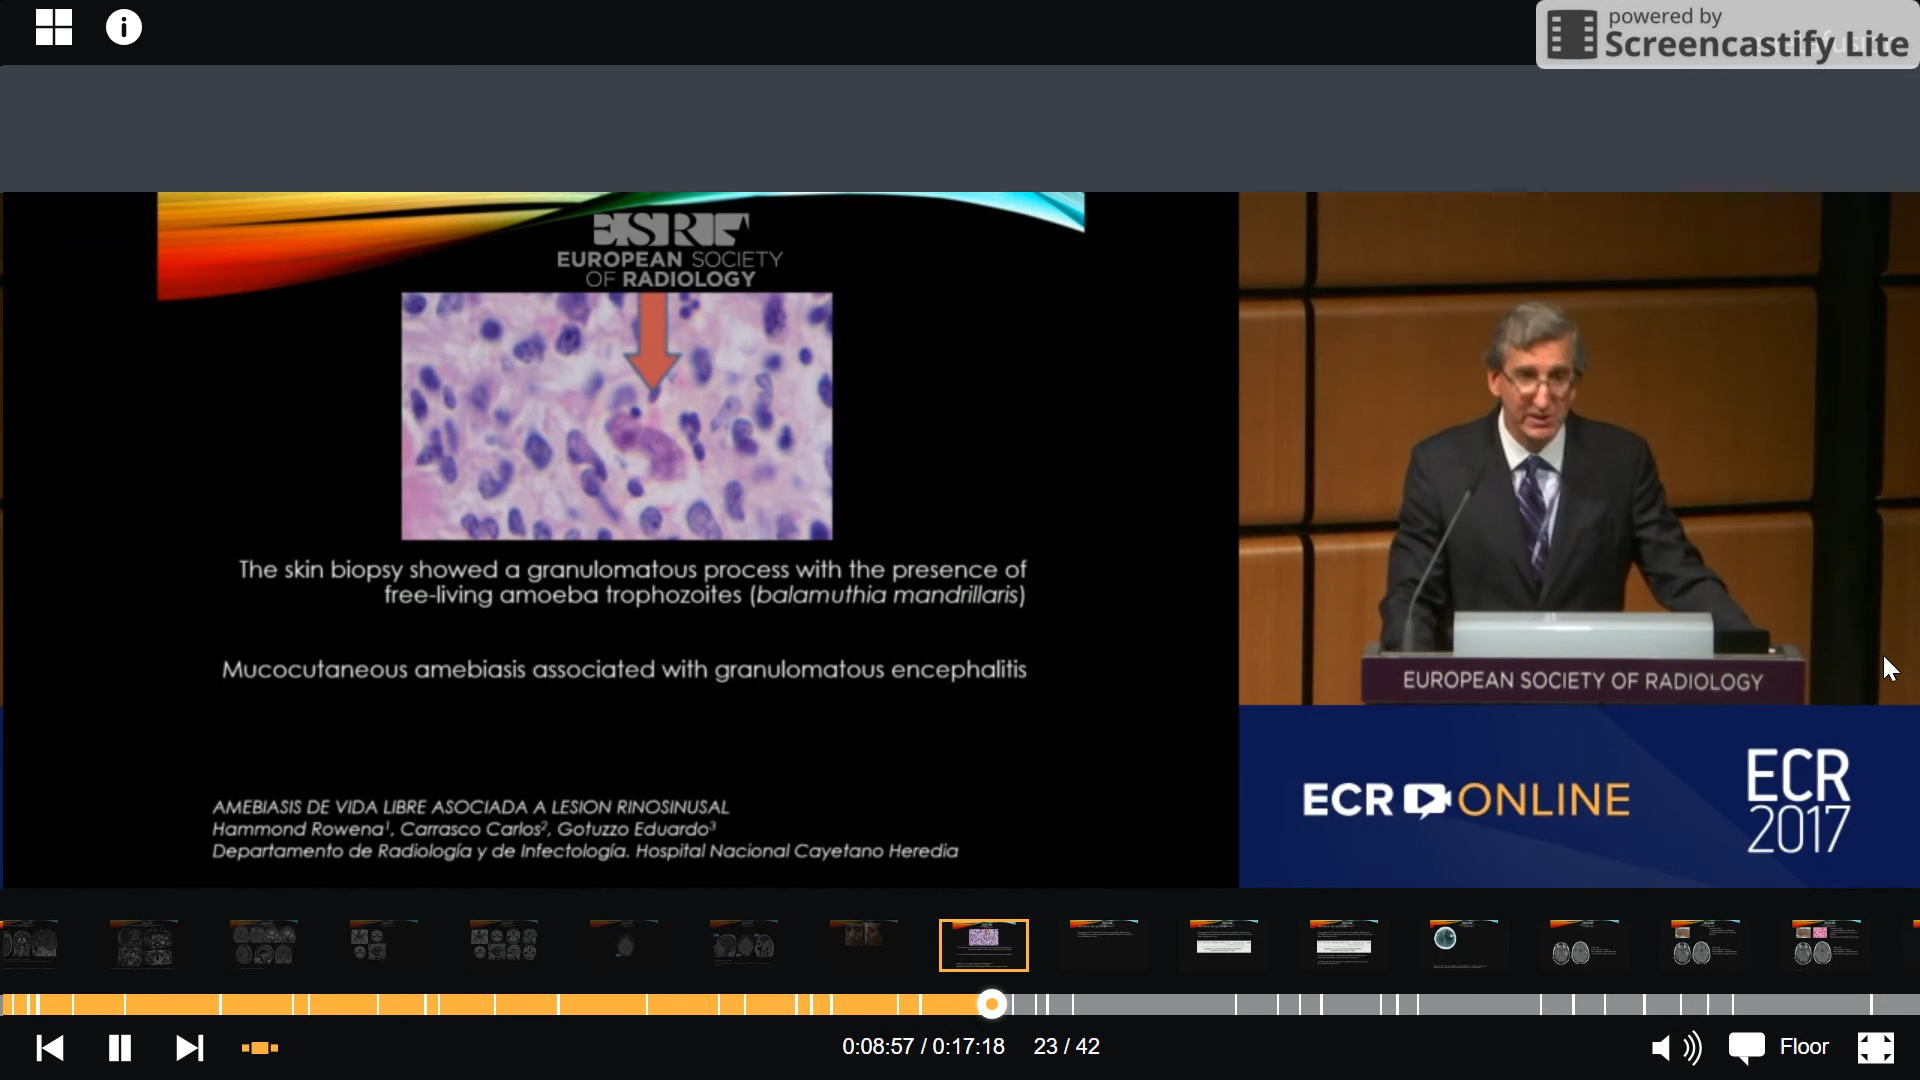 powered by
Screencastify Lite
EUROPEAN SOCIETY
OF RADIOLOGY
The skin biopsy showed a granulomatous process with the presence of
free-living amoeba trophozoites (balamuthia mandrillaris)
Mucocutaneous amebiasis associated with granulomatous encephalitis
AMEBIASIS DE VIDA LIBRE ASOCIADA A LESION RINOSINUSAL
Hammond Rowena¹, Carrasco Carlos², Gotuzzo Eduardo³
Departamento de Radiología y de Infectología. Hospital Nacional Cayetano Heredia
EUROPEAN SOCIETY OF RADIOLOGY
ECR ONLINE
ECR
2017
0:08:57 / 0:17:18 23 / 42
Floor